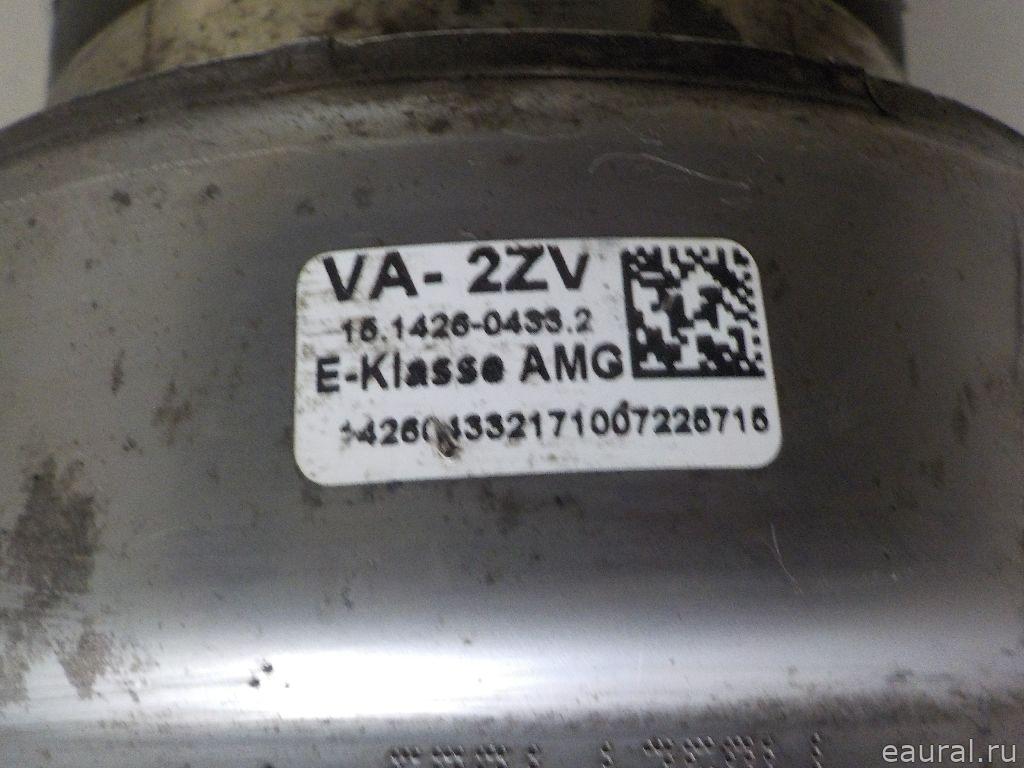 VA- 2ZV
15.1426-0433.2
E-Klasse AMG
eaural.ru